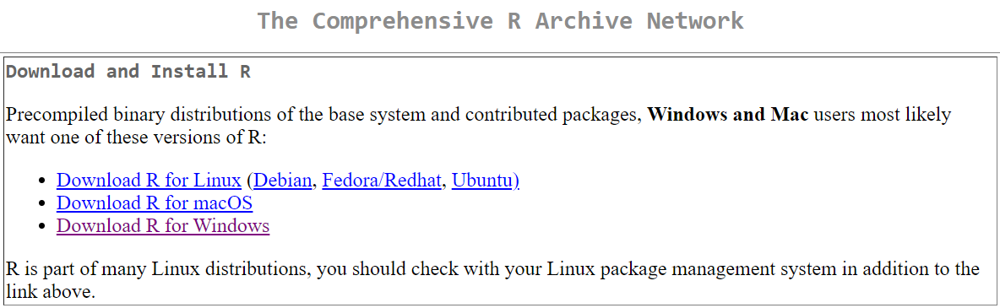 The Comprehensive R Archive Network
Download and Install R
Precompiled binary distributions of the base system and contributed packages, Windows and Mac users most likely
want one of these versions of R:
• Download R for Linux (Debian, Fedora/Redhat, Ubuntu)
• Download R for macOS
• Download R for Windows
R is part of many Linux distributions, you should check with your Linux package management system in addition to the
link above.